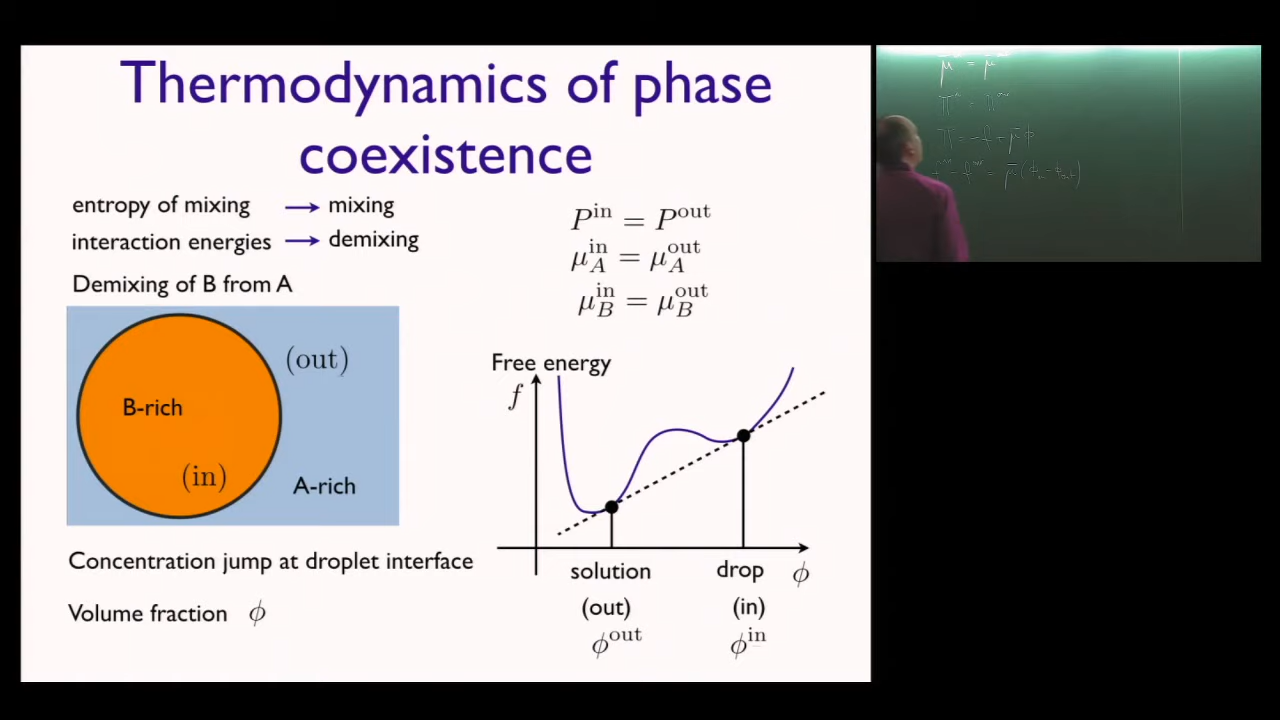 Thermodynamics of phase
coexistence
entropy of mixing → mixing
interaction energies → demixing
Demixing of B from A
(out)
B-rich
(in)
A-rich
Concentration jump at droplet interface
Volume fraction ϕ
P^in = P^out
μ_A^in = μ_A^out
μ_B^in = μ_B^out
Free energy
f
solution drop ϕ
(out) (in)
ϕ^out ϕ^in
Π = -f + μ̄ϕ